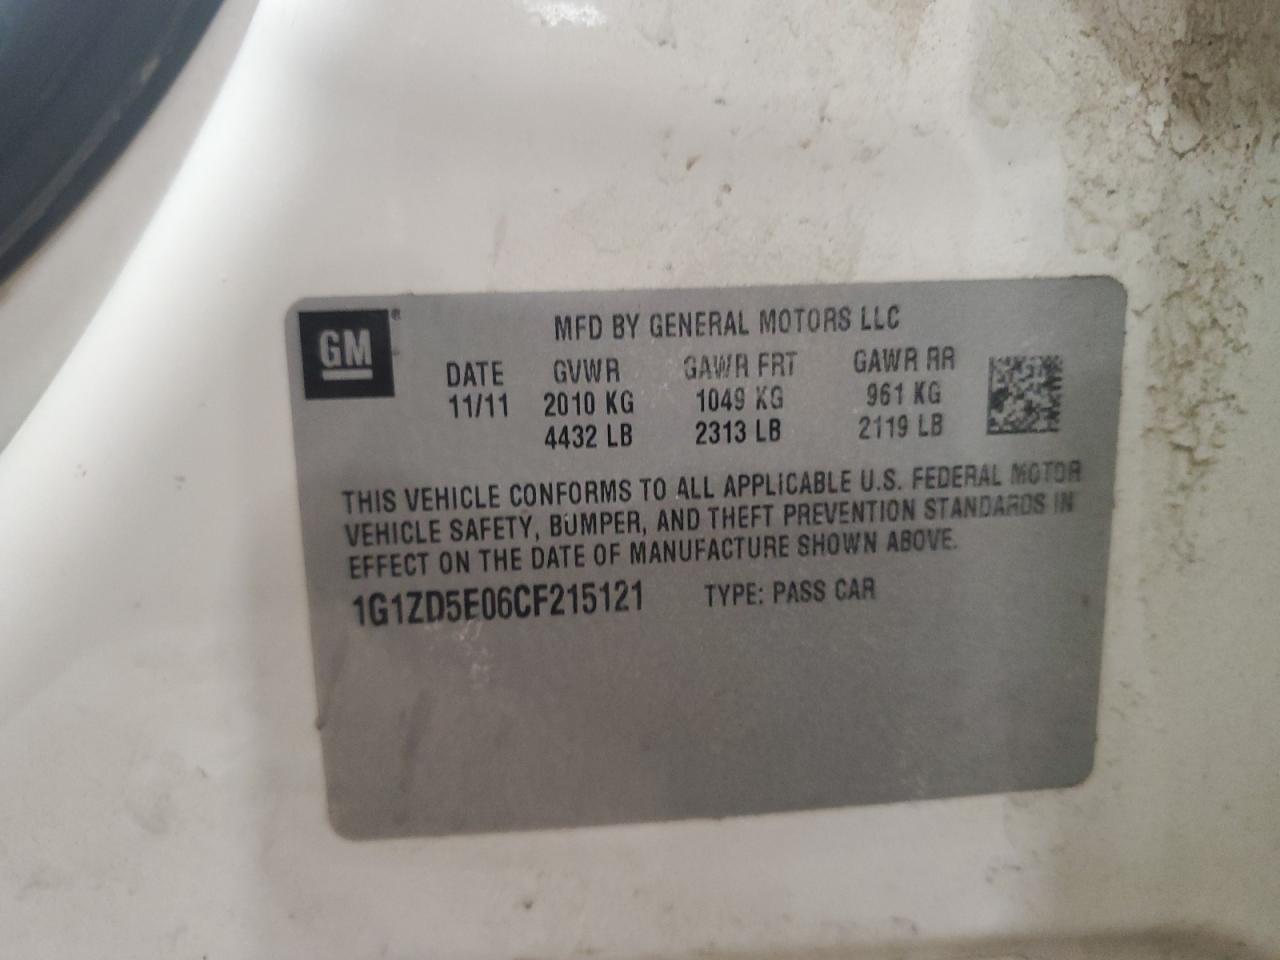 GM®
MFD BY GENERAL MOTORS LLC
DATE GVWR GAWR FRT GAWR RR
11/11 2010 KG 1049 KG 961 KG
4432 LB 2313 LB 2119 LB
THIS VEHICLE CONFORMS TO ALL APPLICABLE U.S. FEDERAL MOTOR
VEHICLE SAFETY, BUMPER, AND THEFT PREVENTION STANDARDS IN
EFFECT ON THE DATE OF MANUFACTURE SHOWN ABOVE.
1G1ZD5E06CF215121 TYPE: PASS CAR